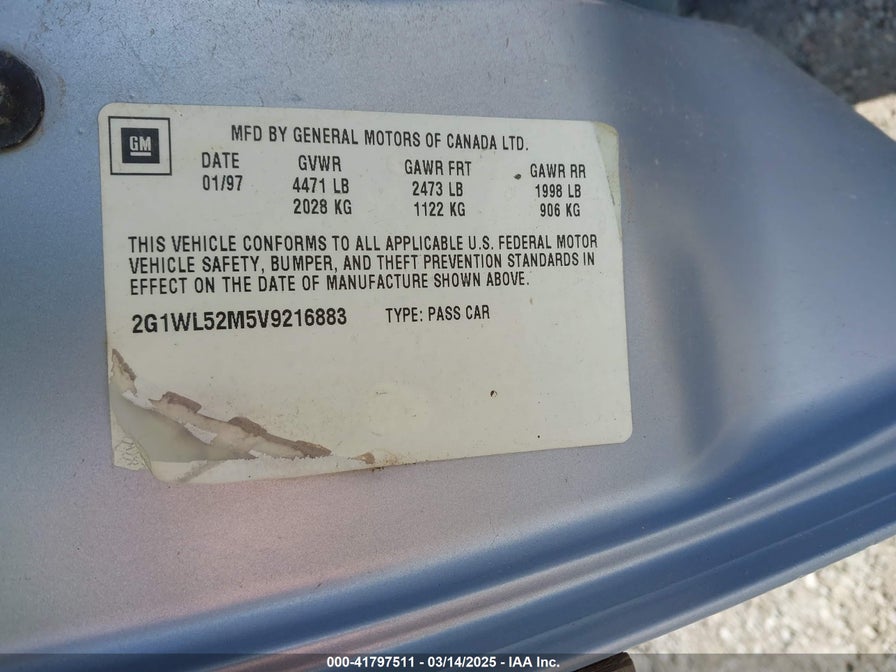 GM
MFD BY GENERAL MOTORS OF CANADA LTD.
DATE GVWR GAWR FRT GAWR RR
01/97 4471 LB 2473 LB 1998 LB
2028 KG 1122 KG 906 KG
THIS VEHICLE CONFORMS TO ALL APPLICABLE U.S. FEDERAL MOTOR
VEHICLE SAFETY, BUMPER, AND THEFT PREVENTION STANDARDS IN
EFFECT ON THE DATE OF MANUFACTURE SHOWN ABOVE.
2G1WL52M5V9216883 TYPE: PASS CAR
000-41797511 - 03/14/2025 - IAA Inc.